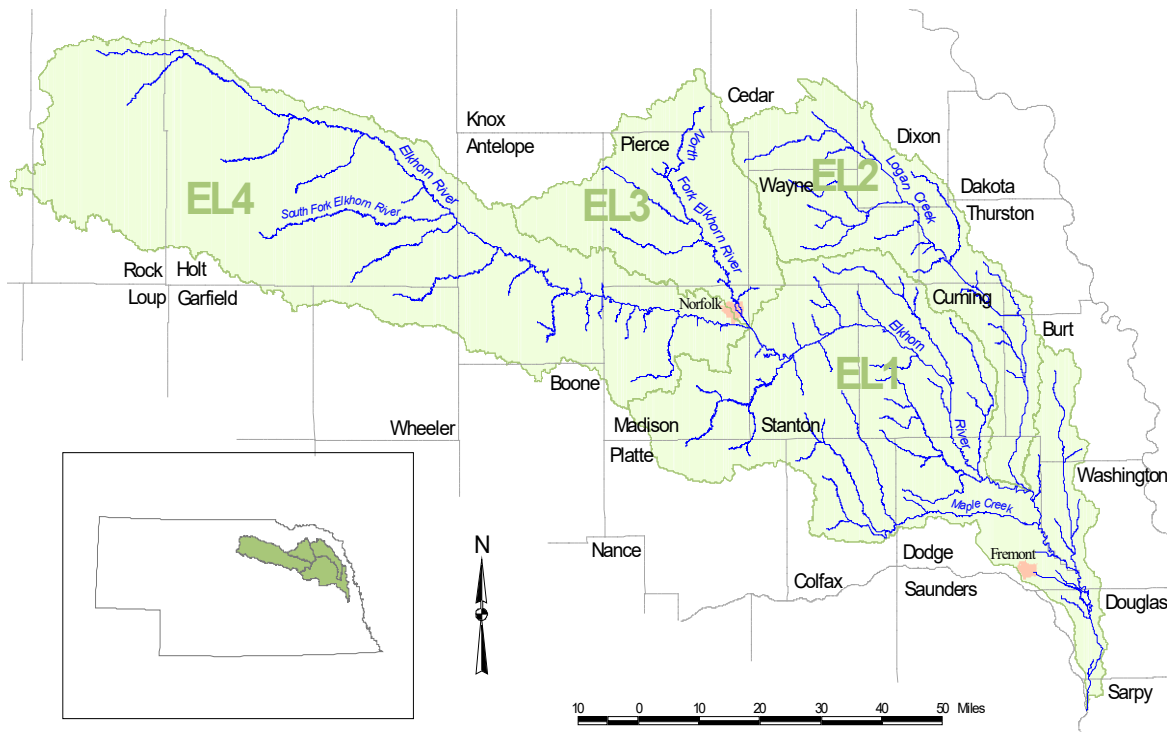 Cedar
Knox
Antelope
Pierce
North
Fork Elkhorn River
Dixon
Logan Creek
Elkhorn River
EL4
South Fork Elkhorn River
EL3
Wayne
EL2
Dakota
Thurston
Rock
Holt
Loup
Garfield
Norfolk
Cuming
Burt
Elkhorn
River
EL1
Boone
Wheeler
Madison
Platte
Stanton
Washington
Maple Creek
Nance
Dodge
Fremont
Colfax
Saunders
Douglas
Sarpy
N
10 0 10 20 30 40 50 Miles